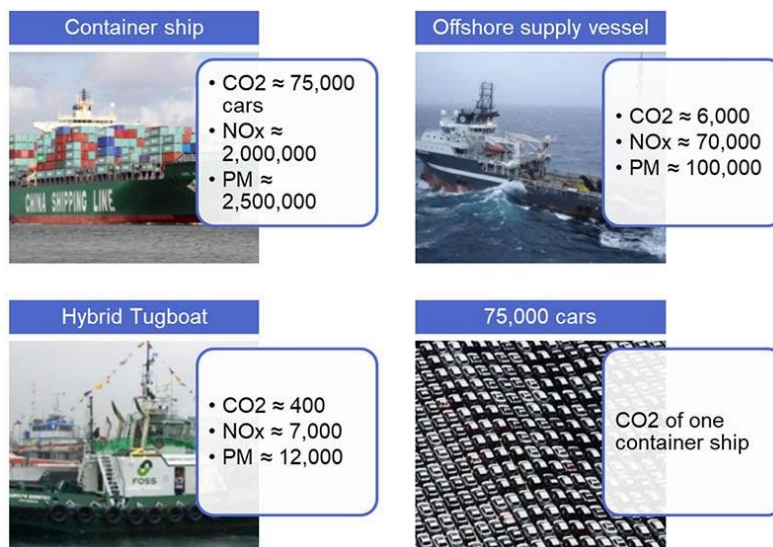 Container ship
• CO2 ≈ 75,000
cars
• NOx ≈
2,000,000
• PM ≈
2,500,000
CHINA SHIPPING LINE
Offshore supply vessel
• CO2 ≈ 6,000
• NOx ≈ 70,000
• PM ≈ 100,000
Hybrid Tugboat
• CO2 ≈ 400
• NOx ≈ 7,000
• PM ≈ 12,000
FOSS
75,000 cars
CO2 of one
container ship